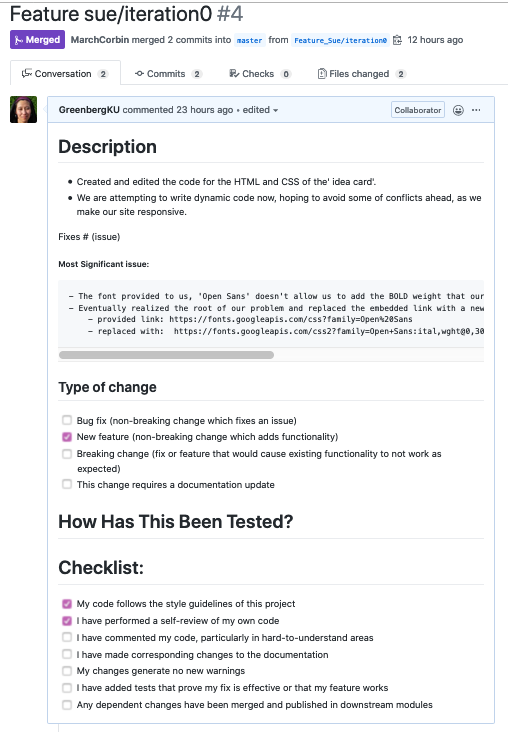 Feature sue/iteration0 #4
Merged MarchCorbin merged 2 commits into master from Feature_Sue/iteration0 12 hours ago
Conversation 2 Commits 2 Checks 0 Files changed 2
GreenbergKU commented 23 hours ago • edited Collaborator
Description
• Created and edited the code for the HTML and CSS of the' idea card'.
• We are attempting to write dynamic code now, hoping to avoid some of conflicts ahead, as we
make our site responsive.
Fixes # (issue)
Most Significant issue:
- The font provided to us, 'Open Sans' doesn't allow us to add the BOLD weight that our
- Eventually realized the root of our problem and replaced the embedded link with a new
- provided link: https://fonts.googleapis.com/css?family=Open%20Sans
- replaced with: https://fonts.googleapis.com/css2?family=Open+Sans:ital,wght@0,30
Type of change
Bug fix (non-breaking change which fixes an issue)
New feature (non-breaking change which adds functionality)
Breaking change (fix or feature that would cause existing functionality to not work as
expected)
This change requires a documentation update
How Has This Been Tested?
Checklist:
My code follows the style guidelines of this project
I have performed a self-review of my own code
I have commented my code, particularly in hard-to-understand areas
I have made corresponding changes to the documentation
My changes generate no new warnings
I have added tests that prove my fix is effective or that my feature works
Any dependent changes have been merged and published in downstream modules